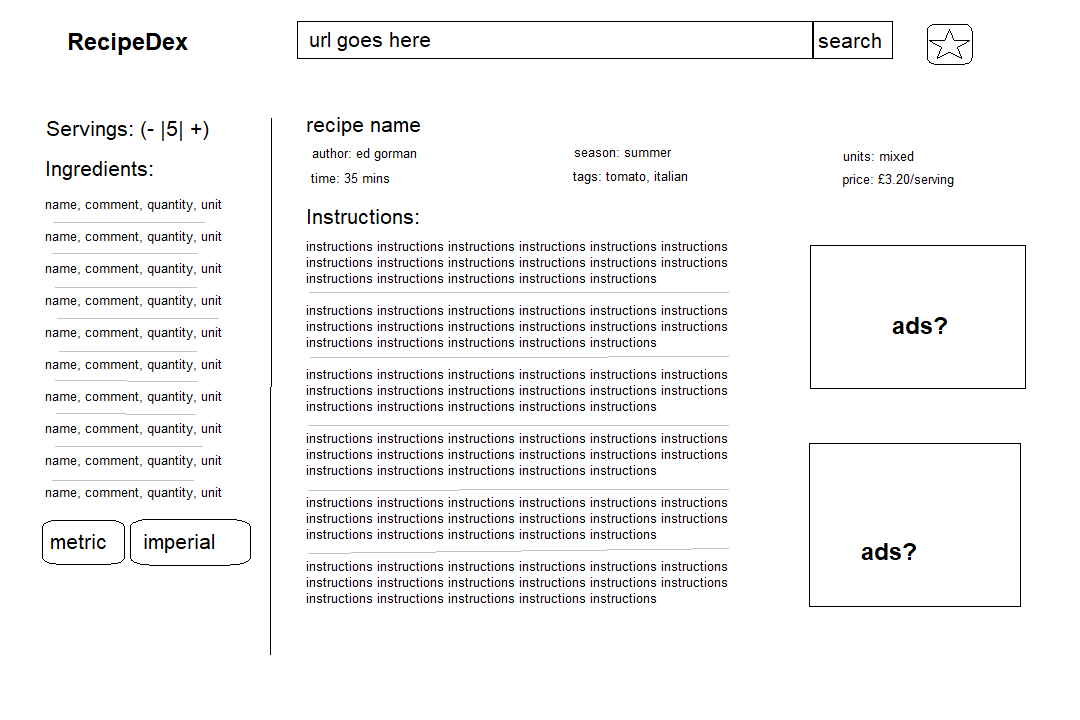 RecipeDex
url goes here
search
Servings: (- |5| +)
Ingredients:
name, comment, quantity, unit
name, comment, quantity, unit
name, comment, quantity, unit
name, comment, quantity, unit
name, comment, quantity, unit
name, comment, quantity, unit
name, comment, quantity, unit
name, comment, quantity, unit
name, comment, quantity, unit
name, comment, quantity, unit
metric
imperial
recipe name
author: ed gorman
season: summer
units: mixed
time: 35 mins
tags: tomato, italian
price: £3.20/serving
Instructions:
instructions instructions instructions instructions instructions instructions
instructions instructions instructions instructions instructions instructions
instructions instructions instructions instructions instructions
instructions instructions instructions instructions instructions instructions
instructions instructions instructions instructions instructions instructions
instructions instructions instructions instructions instructions
instructions instructions instructions instructions instructions instructions
instructions instructions instructions instructions instructions instructions
instructions instructions instructions instructions instructions
instructions instructions instructions instructions instructions instructions
instructions instructions instructions instructions instructions instructions
instructions instructions instructions instructions instructions
instructions instructions instructions instructions instructions instructions
instructions instructions instructions instructions instructions instructions
instructions instructions instructions instructions instructions
instructions instructions instructions instructions instructions instructions
instructions instructions instructions instructions instructions instructions
instructions instructions instructions instructions instructions
ads?
ads?